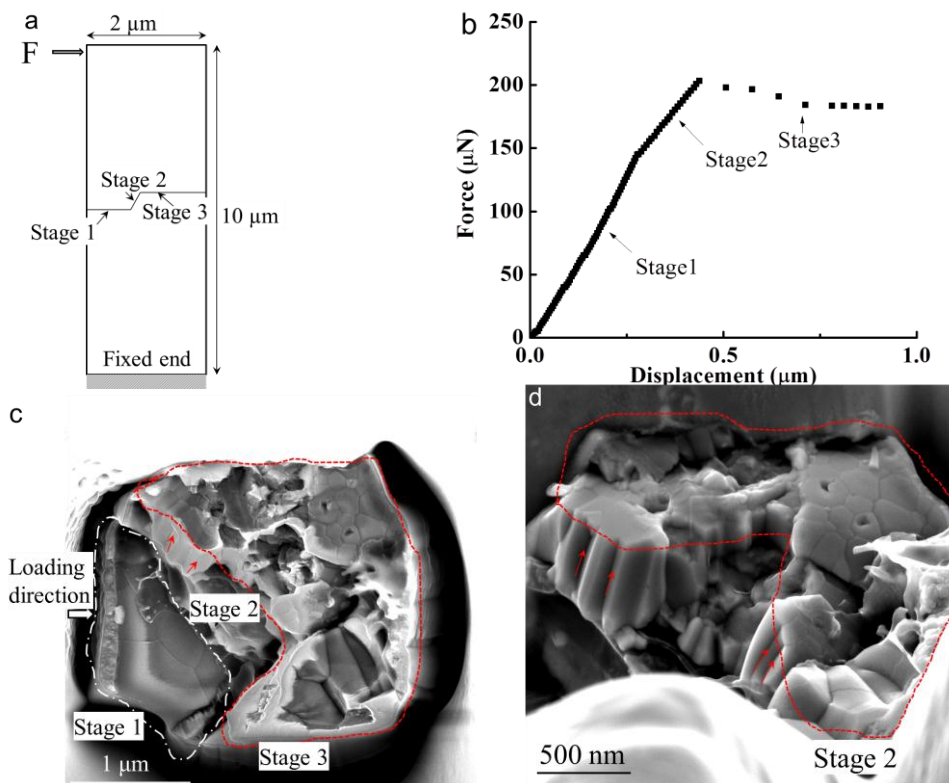 a
2 µm
F
Stage 2
Stage 1
Stage 3
10 µm
Fixed end
b
250
200
150
100
50
0
Force (µN)
Stage1
Stage2
Stage3
0.0
0.5
1.0
Displacement (µm)
c
Loading
direction
Stage 2
Stage 1
Stage 3
1 µm
d
500 nm
Stage 2